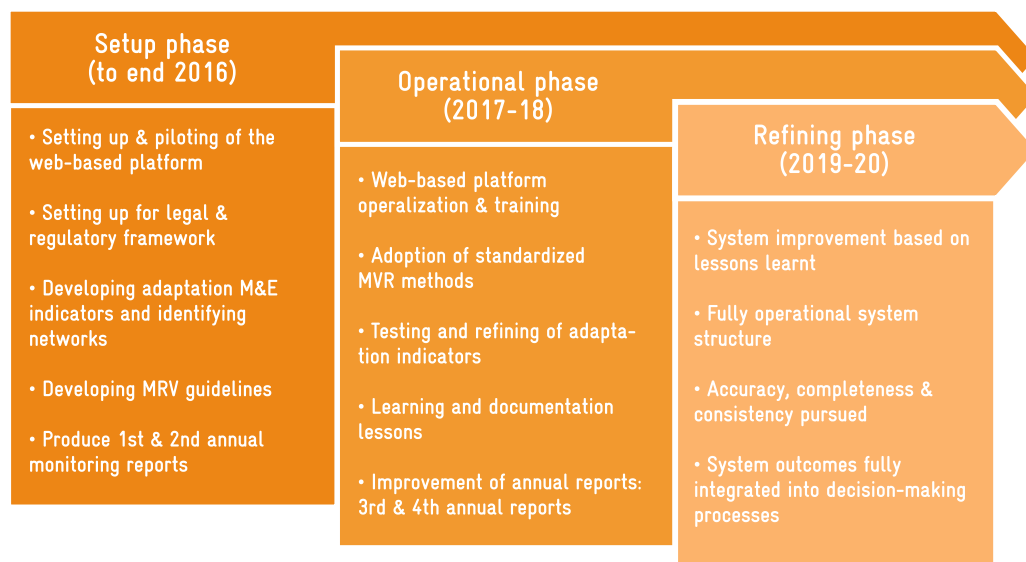 Setup phase
(to end 2016)
• Setting up & piloting of the
web-based platform
• Setting up for legal &
regulatory framework
• Developing adaptation M&E
indicators and identifying
networks
• Developing MRV guidelines
• Produce 1st & 2nd annual
monitoring reports
Operational phase
(2017-18)
• Web-based platform
operalization & training
• Adoption of standardized
MVR methods
• Testing and refining of adapta-
tion indicators
• Learning and documentation
lessons
• Improvement of annual reports:
3rd & 4th annual reports
Refining phase
(2019-20)
• System improvement based on
lessons learnt
• Fully operational system
structure
• Accuracy, completeness &
consistency pursued
• System outcomes fully
integrated into decision-making
processes